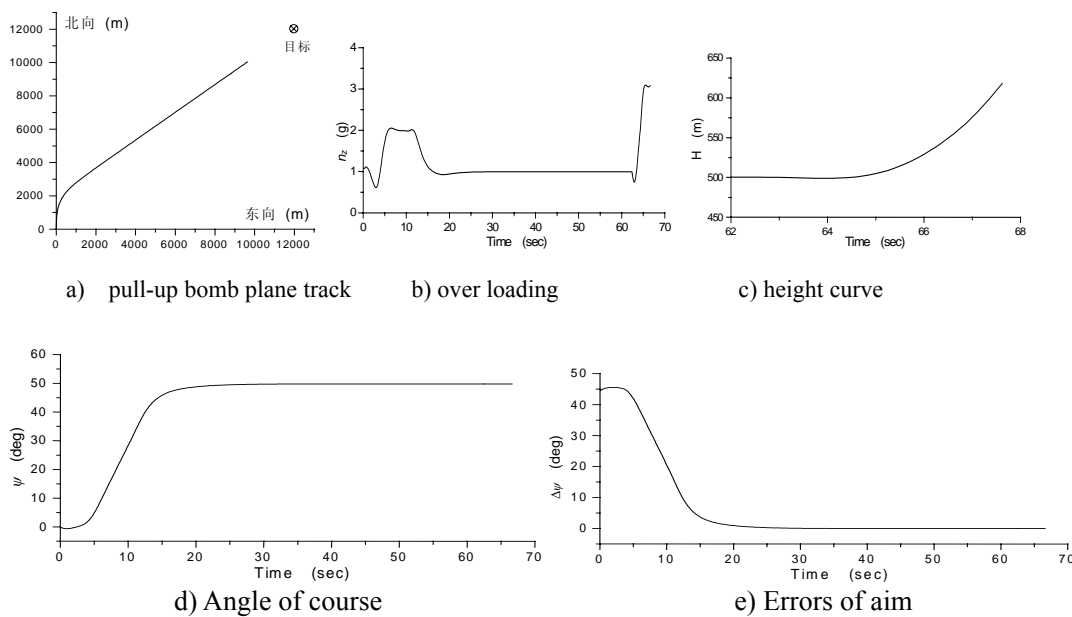 北向 (m)
12000
10000
8000
6000
4000
2000
0
目标
东向 (m)
0 2000 4000 6000 8000 10000 12000
a) pull-up bomb plane track
nz (g)
4
3
2
1
0
0 10 20 30 40 50 60 70
Time (sec)
b) over loading
H (m)
650
600
550
500
450
62 64 66 68
Time (sec)
c) height curve
ψ (deg)
60
50
40
30
20
10
0
0 10 20 30 40 50 60 70
Time (sec)
d) Angle of course
Δψ (deg)
50
40
30
20
10
0
0 10 20 30 40 50 60 70
Time (sec)
e) Errors of aim